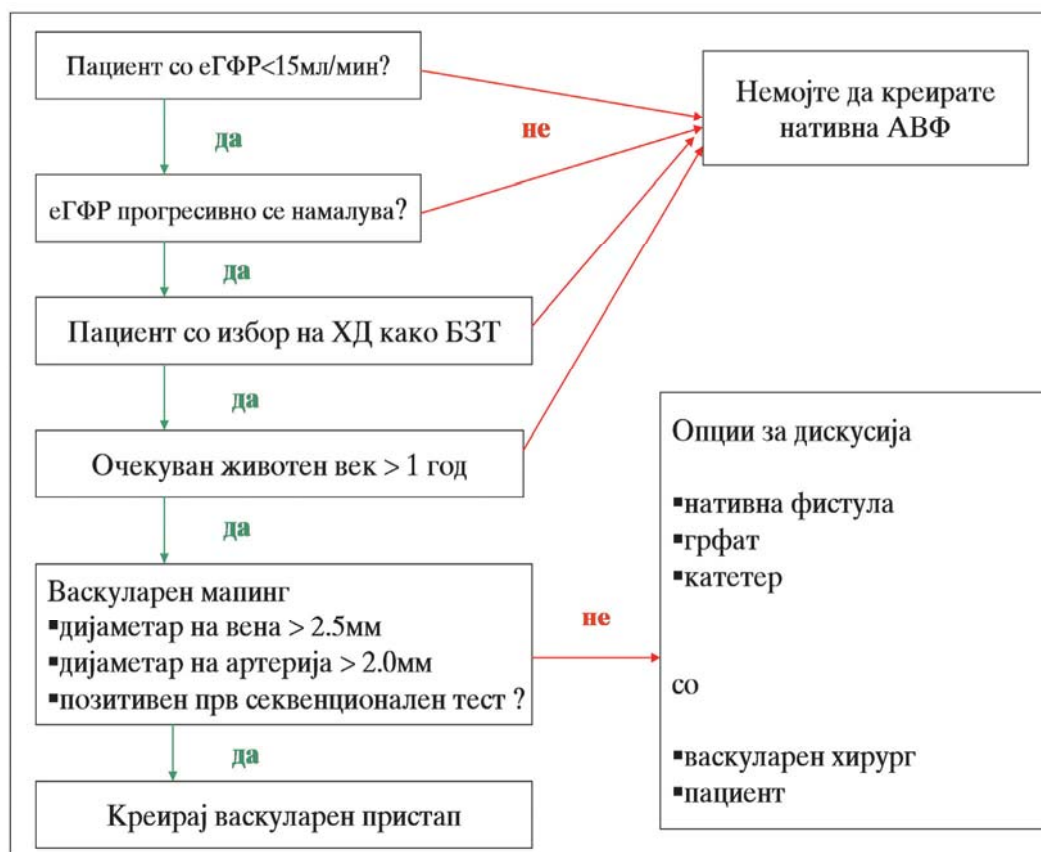 Пациент со еГФР<15мл/мин?
не
Немојте да креирате
нативна АВФ
да
еГФР прогресивно се намалува?
да
Пациент со избор на ХД како БЗТ
да
Очекуван животен век > 1 год
да
Васкуларен мапинг
▪дијаметар на вена > 2.5мм
▪дијаметар на артерија > 2.0мм
▪позитивен прв секвенционален тест ?
не
Опции за дискусија
▪нативна фистула
▪грфат
▪катетер
со
▪васкуларен хирург
▪пациент
да
Креирај васкуларен пристап